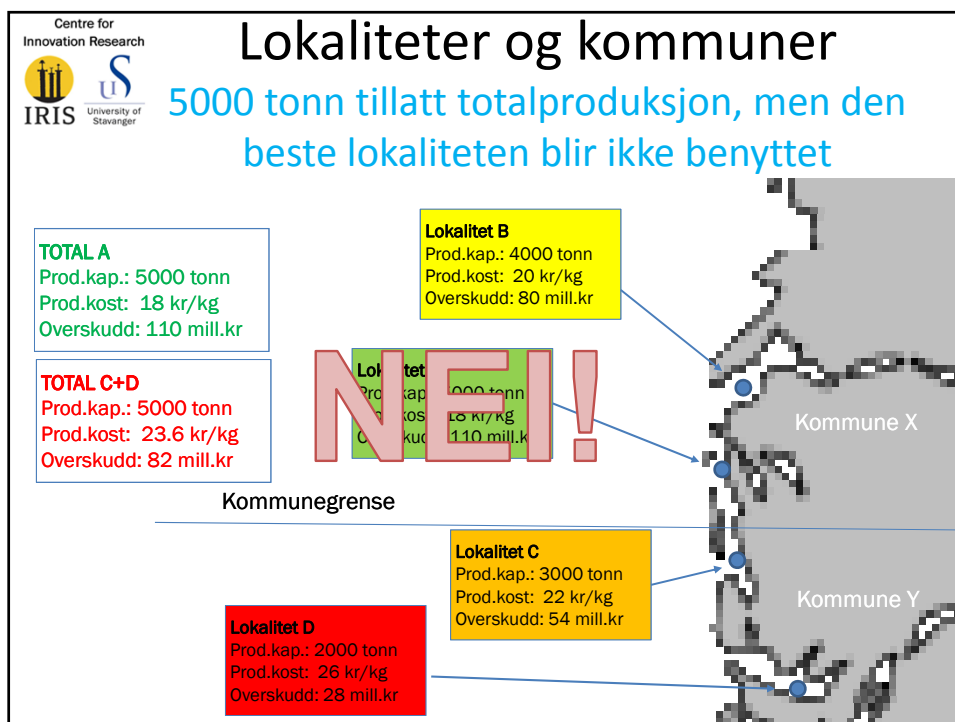 Centre for
Innovation Research
IRIS
University of
Stavanger
Lokaliteter og kommuner
5000 tonn tillatt totalproduksjon, men den
beste lokaliteten blir ikke benyttet
TOTAL A
Prod.kap.: 5000 tonn
Prod.kost: 18 kr/kg
Overskudd: 110 mill.kr
TOTAL C+D
Prod.kap.: 5000 tonn
Prod.kost: 23.6 kr/kg
Overskudd: 82 mill.kr
Lokalitet B
Prod.kap.: 4000 tonn
Prod.kost: 20 kr/kg
Overskudd: 80 mill.kr
NEI!
tonn
18 kr/kg
110
Kommune X
Kommunegrense
Lokalitet C
Prod.kap.: 3000 tonn
Prod.kost: 22 kr/kg
Overskudd: 54 mill.kr
Kommune Y
Lokalitet D
Prod.kap.: 2000 tonn
Prod.kost: 26 kr/kg
Overskudd: 28 mill.kr